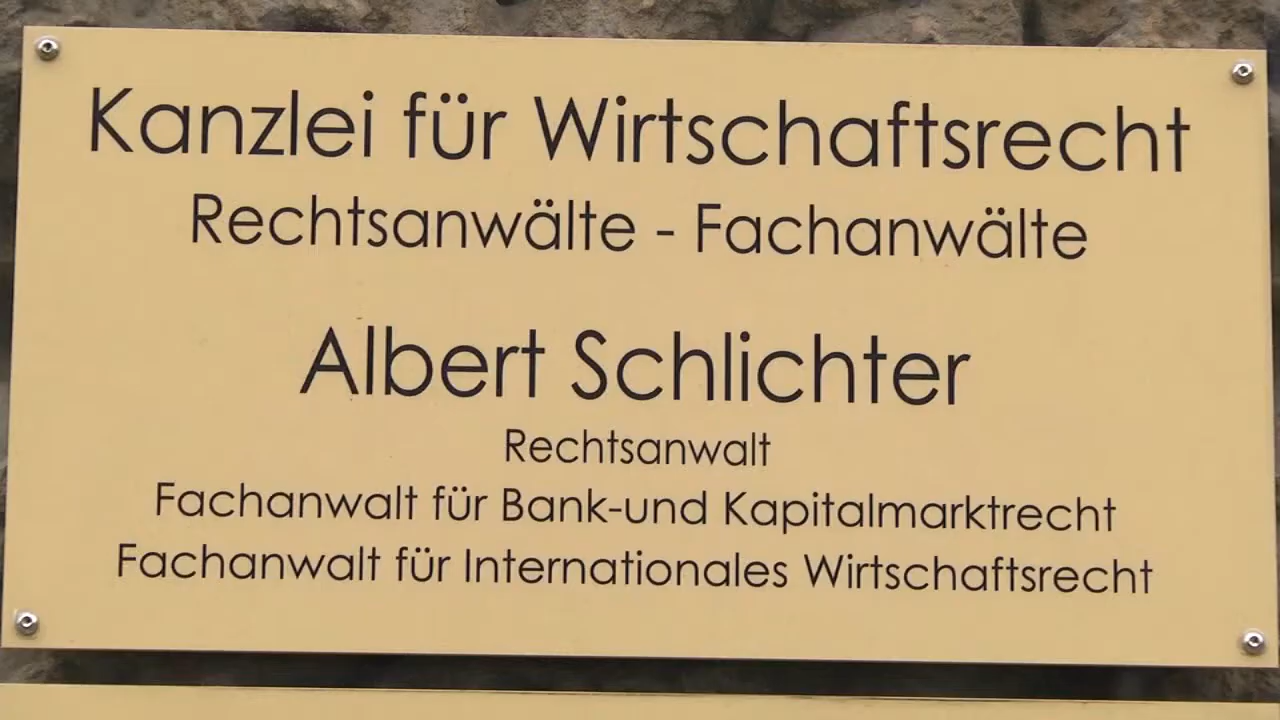 Kanzlei für Wirtschaftsrecht
Rechtsanwälte - Fachanwälte
Albert Schlichter
Rechtsanwalt
Fachanwalt für Bank-und Kapitalmarktrecht
Fachanwalt für Internationales Wirtschaftsrecht